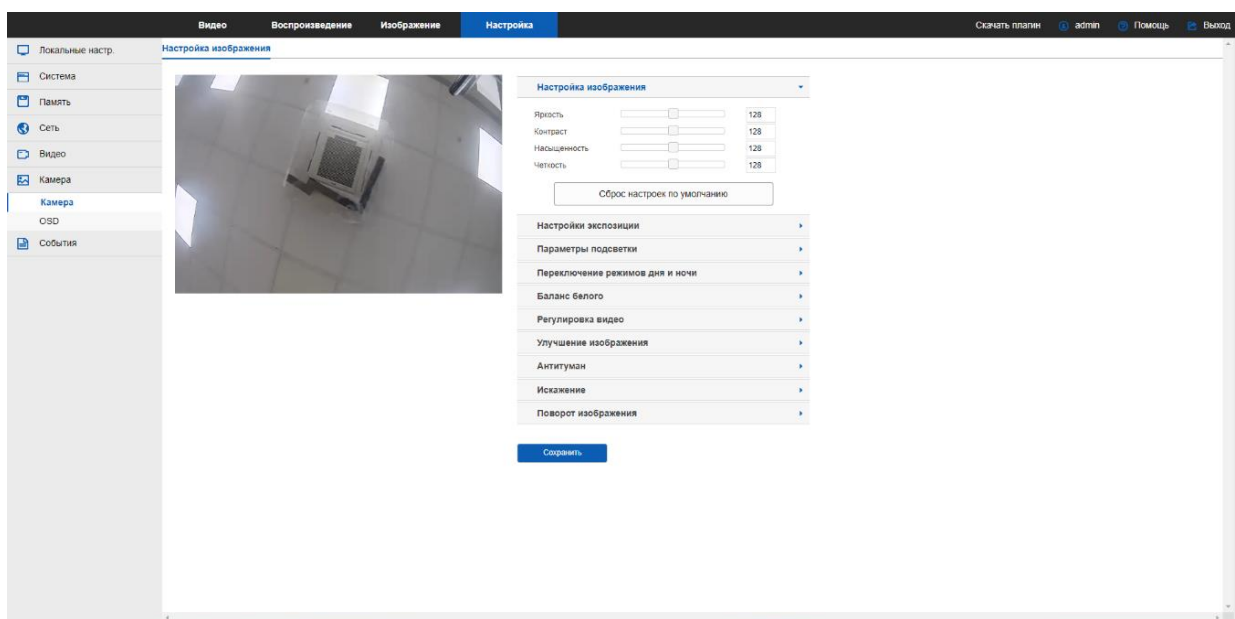 Видео Воспроизведение Изображение Настройка Скачать плагин admin Помощь Выход
Локальные настр.
Система
Память
Сеть
Видео
Камера
Камера
OSD
События
Настройка изображения
Настройка изображения
Яркость 128
Контраст 128
Насыщенность 128
Четкость 128
Сброс настроек по умолчанию
Настройки экспозиции
Параметры подсветки
Переключение режимов дня и ночи
Баланс белого
Регулировка видео
Улучшение изображения
Антитуман
Искажение
Поворот изображения
Сохранить